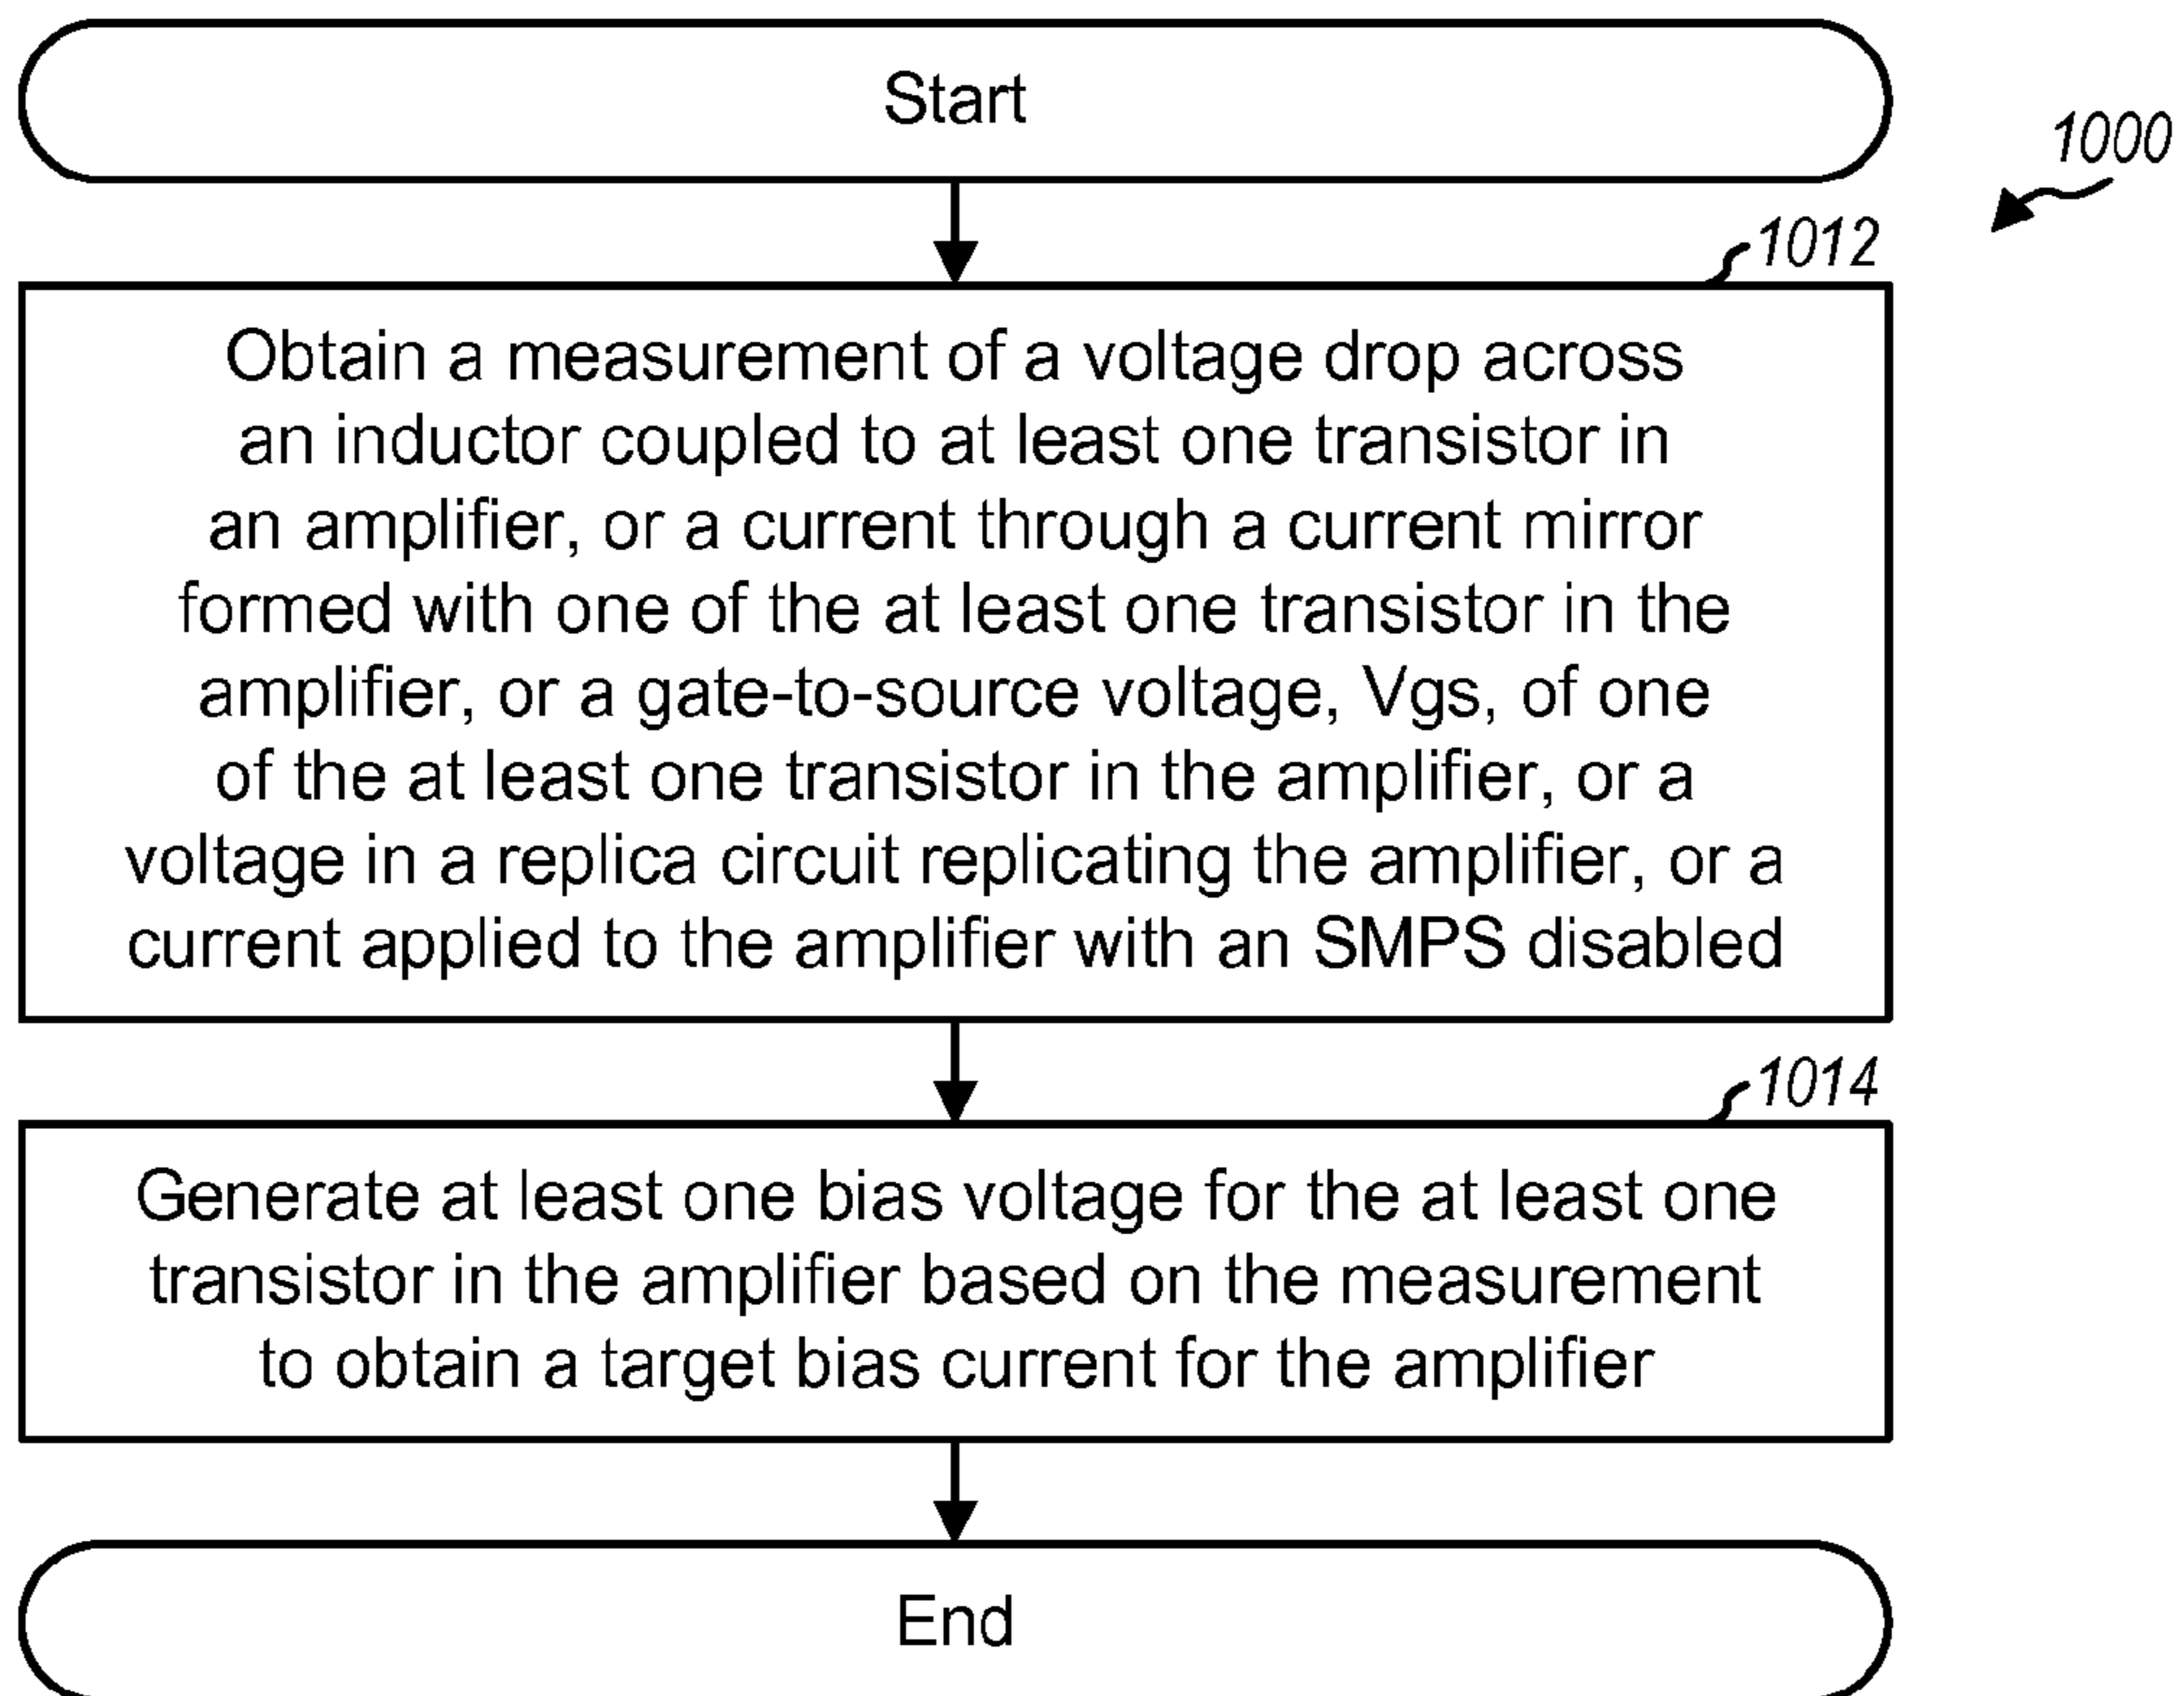 Start
1000
1012
Obtain a measurement of a voltage drop across
an inductor coupled to at least one transistor in
an amplifier, or a current through a current mirror
formed with one of the at least one transistor in the
amplifier, or a gate-to-source voltage, Vgs, of one
of the at least one transistor in the amplifier, or a
voltage in a replica circuit replicating the amplifier, or a
current applied to the amplifier with an SMPS disabled
1014
Generate at least one bias voltage for the at least one
transistor in the amplifier based on the measurement
to obtain a target bias current for the amplifier
End